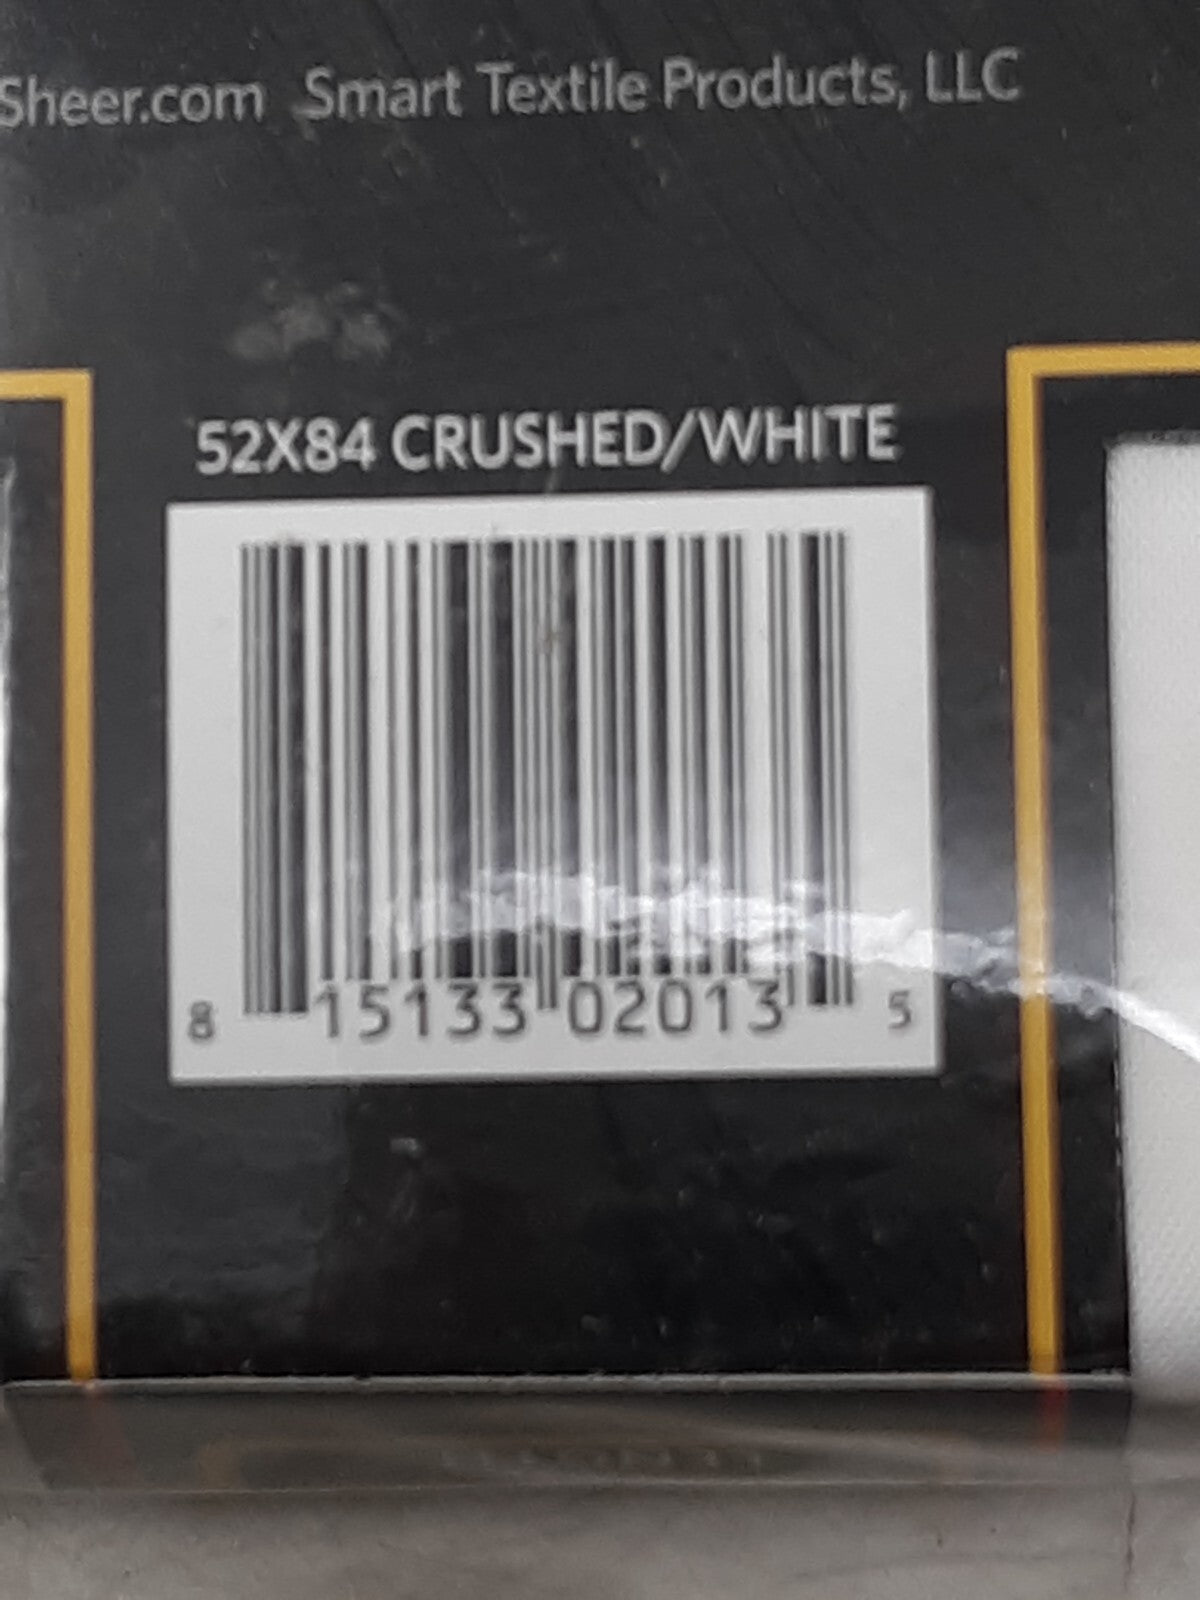 Sheer.com Smart Textile Products, LLC
52X84 CRUSHED/WHITE
8 15133 02013 5